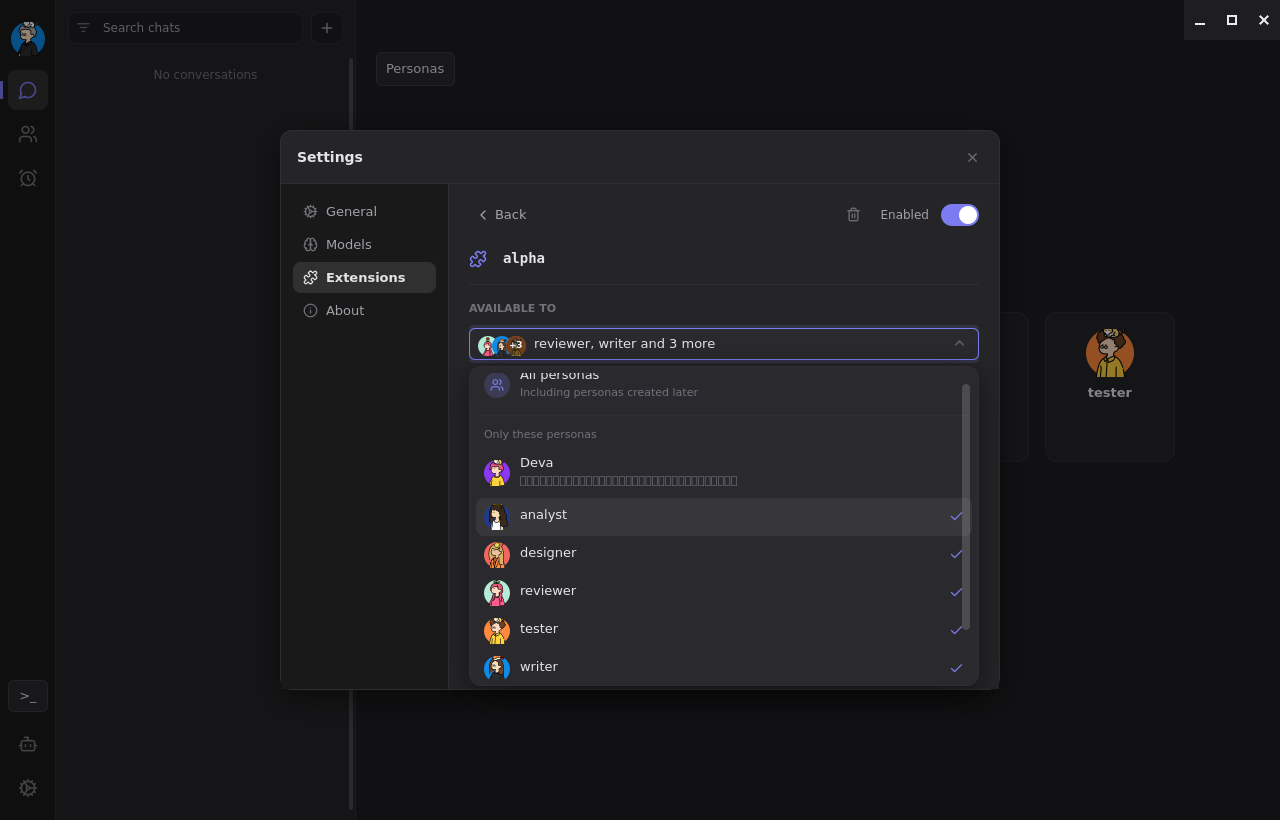 Search chats
No conversations
Personas
Settings
General
Models
Extensions
About
Back
Enabled
alpha
AVAILABLE TO
+3
reviewer, writer and 3 more
All personas
Including personas created later
Only these personas
Deva
analyst
designer
reviewer
tester
writer
tester
>_